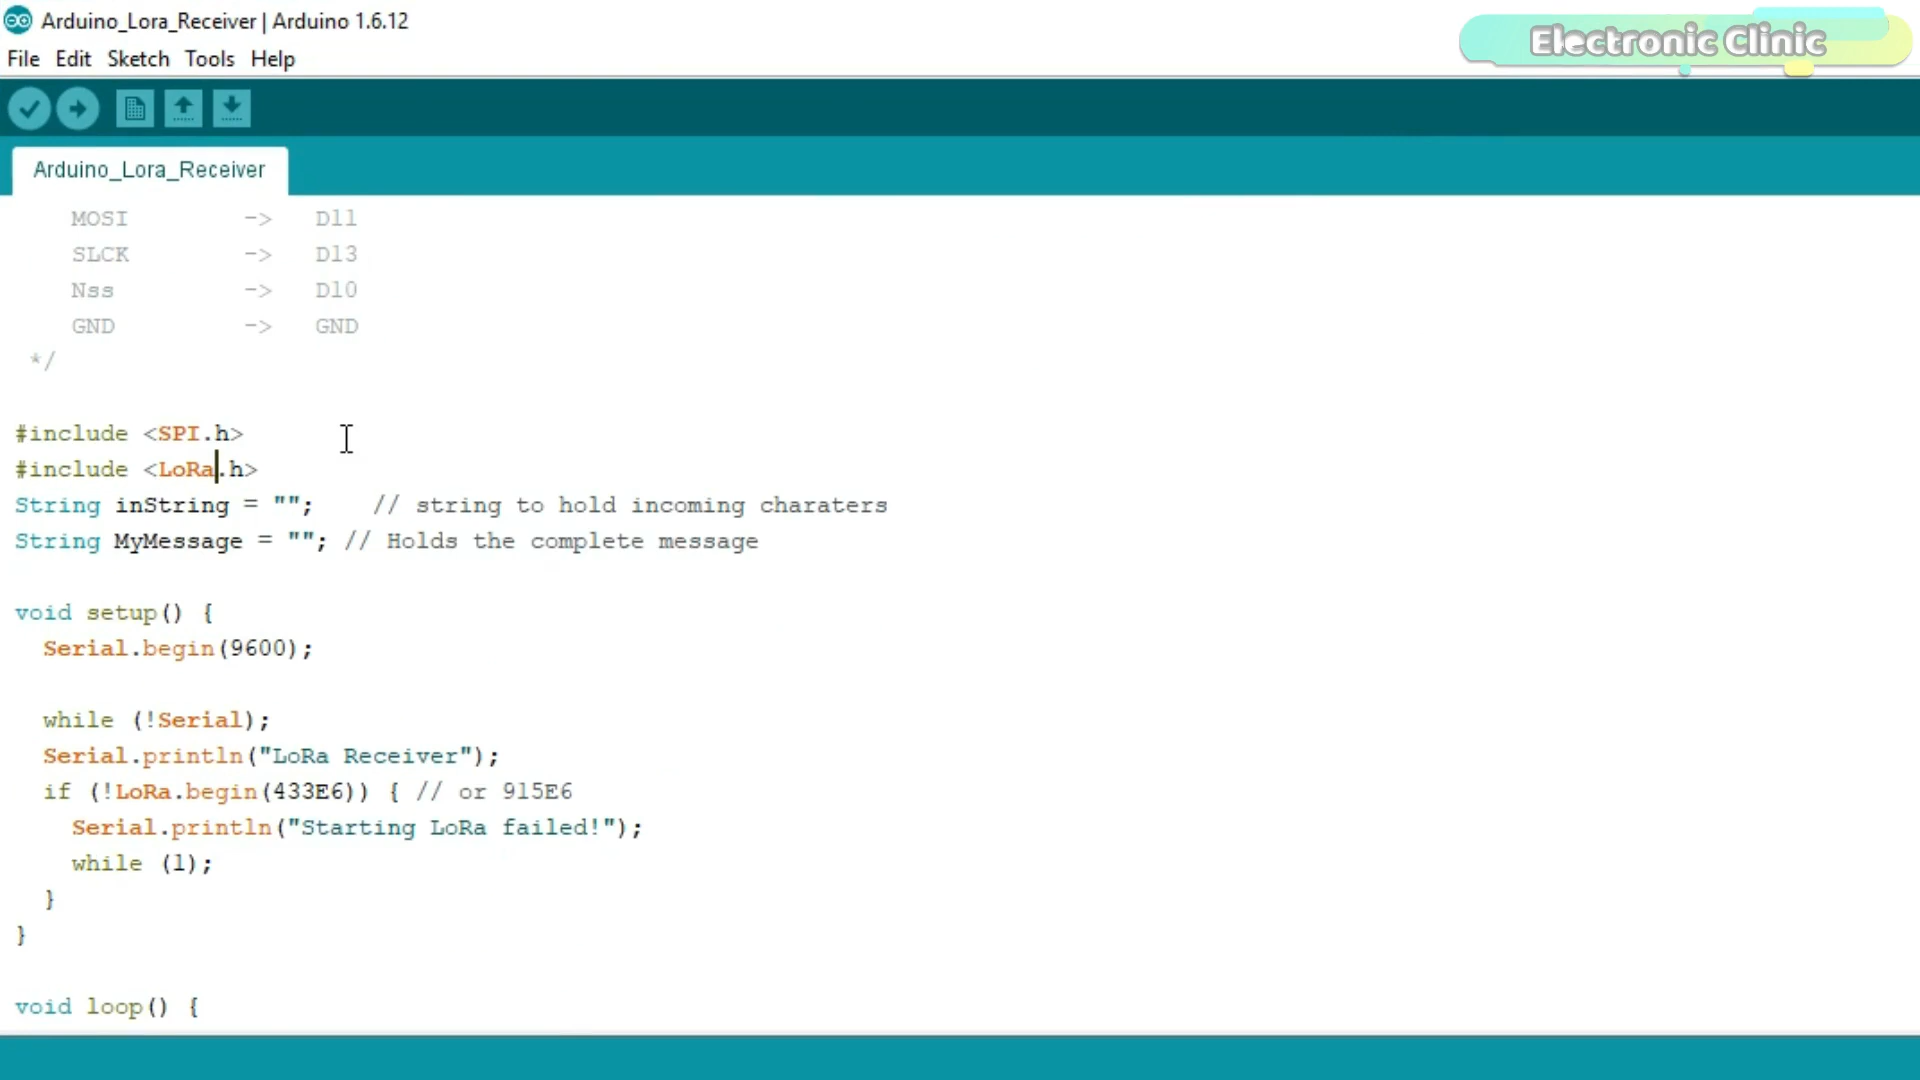 Arduino_Lora_Receiver | Arduino 1.6.12
Electronic Clinic
File Edit Sketch Tools Help
Arduino_Lora_Receiver
MOSI -> D11
SLCK -> D13
Nss -> D10
GND -> GND
*/
#include <SPI.h>
#include <LoRa.h>
String inString = ""; // string to hold incoming charaters
String MyMessage = ""; // Holds the complete message
void setup() {
Serial.begin(9600);
while (!Serial);
Serial.println("LoRa Receiver");
if (!LoRa.begin(433E6)) { // or 915E6
Serial.println("Starting LoRa failed!");
while (1);
}
}
void loop() {